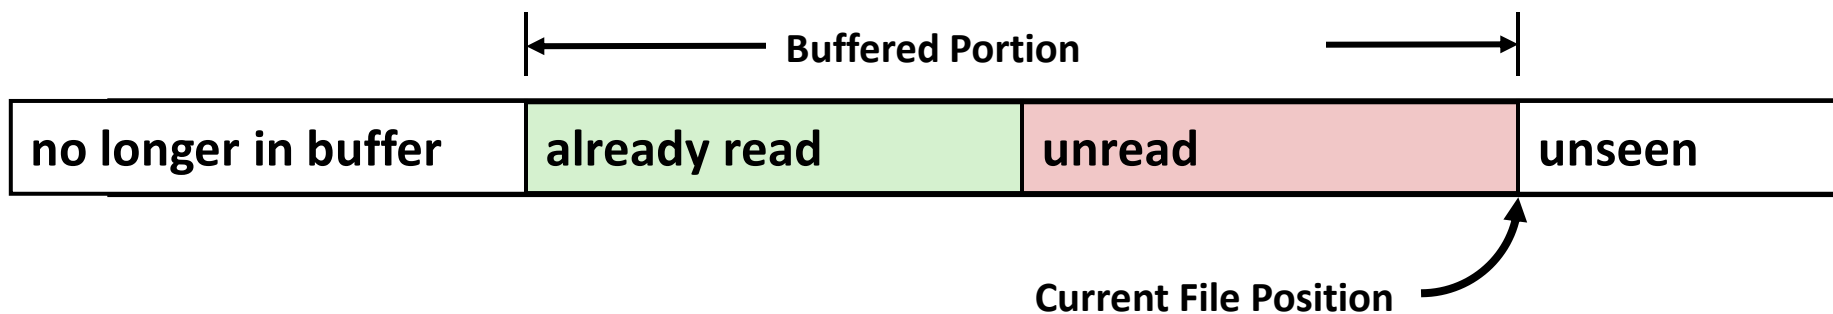 Buffered Portion
no longer in buffer
already read
unread
unseen
Current File Position